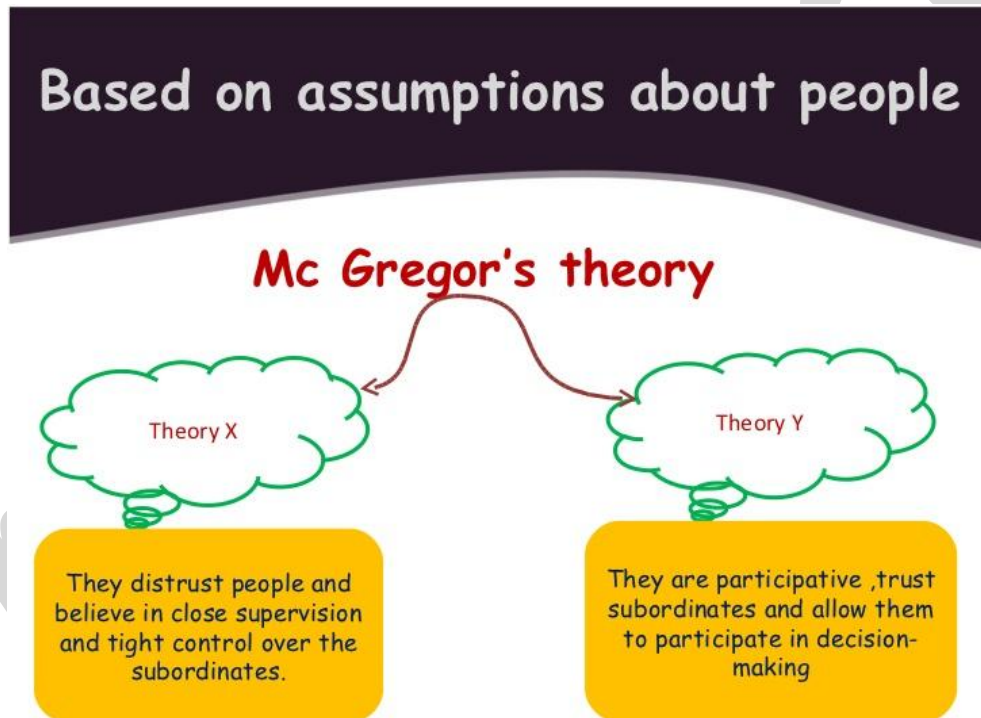 Based on assumptions about people
Mc Gregor's theory
Theory X
Theory Y
They distrust people and
believe in close supervision
and tight control over the
subordinates.
They are participative ,trust
subordinates and allow them
to participate in decision-
making